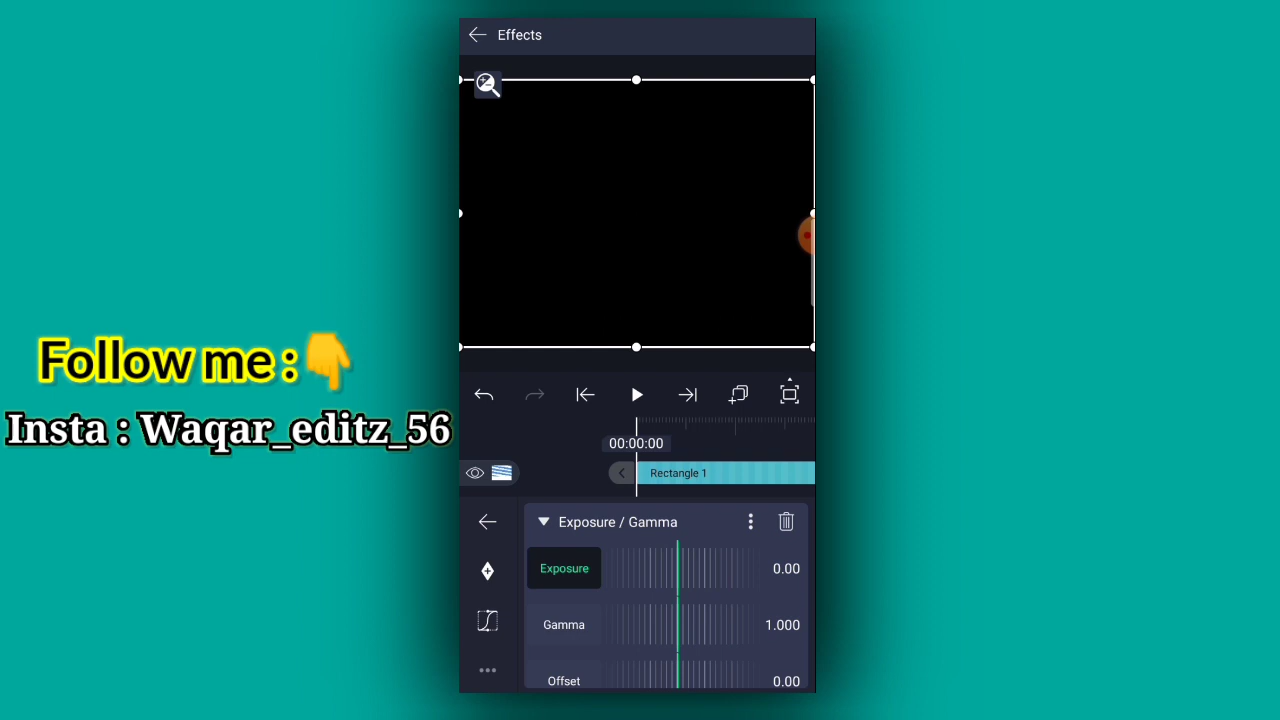 Effects
Follow me :👇
Insta : Waqar_editz_56
00:00:00
Rectangle 1
Exposure / Gamma
Exposure 0.00
Gamma 1.000
Offset 0.00